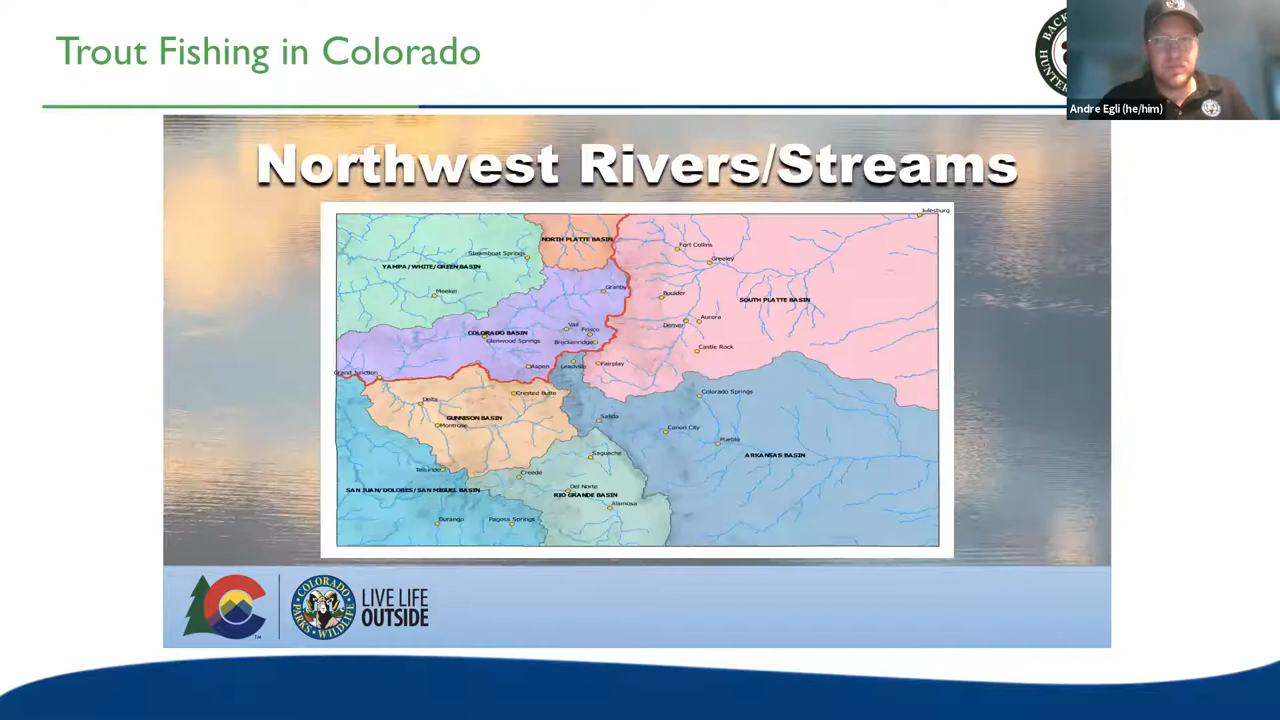 Trout Fishing in Colorado
BACK
HUNTER
Andre Egli (he/him)
Northwest Rivers/Streams
Julesburg
NORTH PLATTE BASIN
Fort Collins
Steamboat Springs
Greeley
YAMPA/WHITE/GREEN BASIN
Granby
Meeker
Boulder
SOUTH PLATTE BASIN
Denver
Aurora
Vail
Frisco
COLORADO BASIN
Glenwood Springs
Breckenridge
Castle Rock
Aspen
Leadville
Fairplay
Grand Junction
Crested Butte
Colorado Springs
Delta
GUNNISON BASIN
Salida
Montrose
Canon City
Pueblo
Saguache
ARKANSAS BASIN
Telluride
Creede
SAN JUAN/DOLORES/SAN MIGUEL BASIN
Del Norte
RIO GRANDE BASIN
Alamosa
Durango
Pagosa Springs
C
TM
COLORADO
PARKS WILDLIFE
LIVE LIFE
OUTSIDE